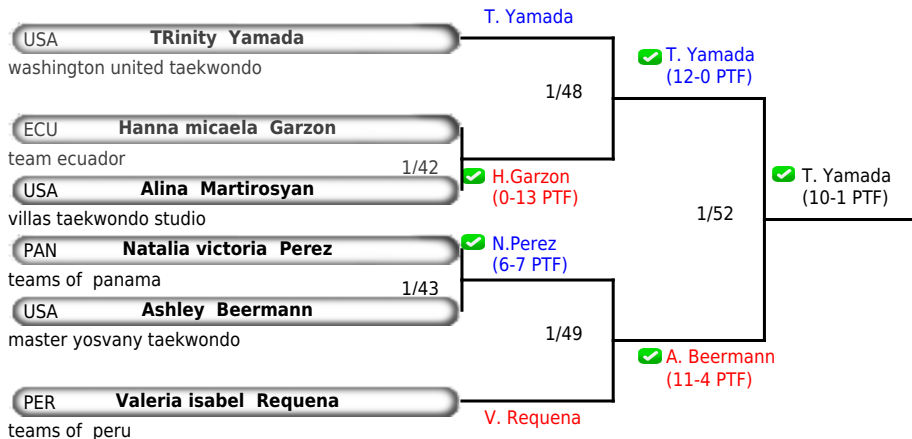 T. Yamada
USA TRinity Yamada
washington united taekwondo
T. Yamada
(12-0 PTF)
1/48
ECU Hanna micaela Garzon
team ecuador
1/42
H.Garzon
(0-13 PTF)
T. Yamada
(10-1 PTF)
USA Alina Martirosyan
villas taekwondo studio
1/52
PAN Natalia victoria Perez
teams of panama
N.Perez
(6-7 PTF)
1/43
USA Ashley Beermann
master yosvany taekwondo
1/49
A. Beermann
(11-4 PTF)
PER Valeria isabel Requena
teams of peru
V. Requena